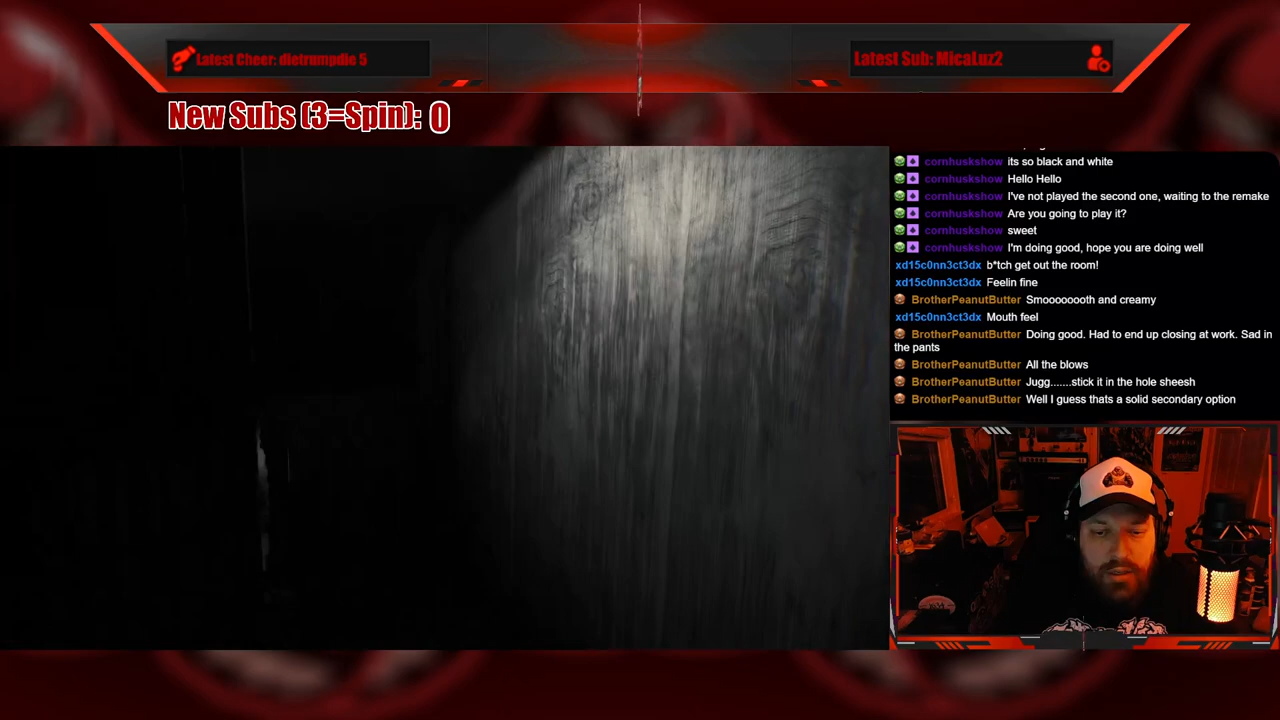 Latest Cheer: dietrumpdie 5
Latest Sub: MicaLuz2
New Subs (3=Spin): 0
cornhuskshow its so black and white
cornhuskshow Hello Hello
cornhuskshow I've not played the second one, waiting to the remake
cornhuskshow Are you going to play it?
cornhuskshow sweet
cornhuskshow I'm doing good, hope you are doing well
xd15c0nn3ct3dx b*tch get out the room!
xd15c0nn3ct3dx Feelin fine
BrotherPeanutButter Smoooooooth and creamy
xd15c0nn3ct3dx Mouth feel
BrotherPeanutButter Doing good. Had to end up closing at work. Sad in
the pants
BrotherPeanutButter All the blows
BrotherPeanutButter Jugg.......stick it in the hole sheesh
BrotherPeanutButter Well I guess thats a solid secondary option